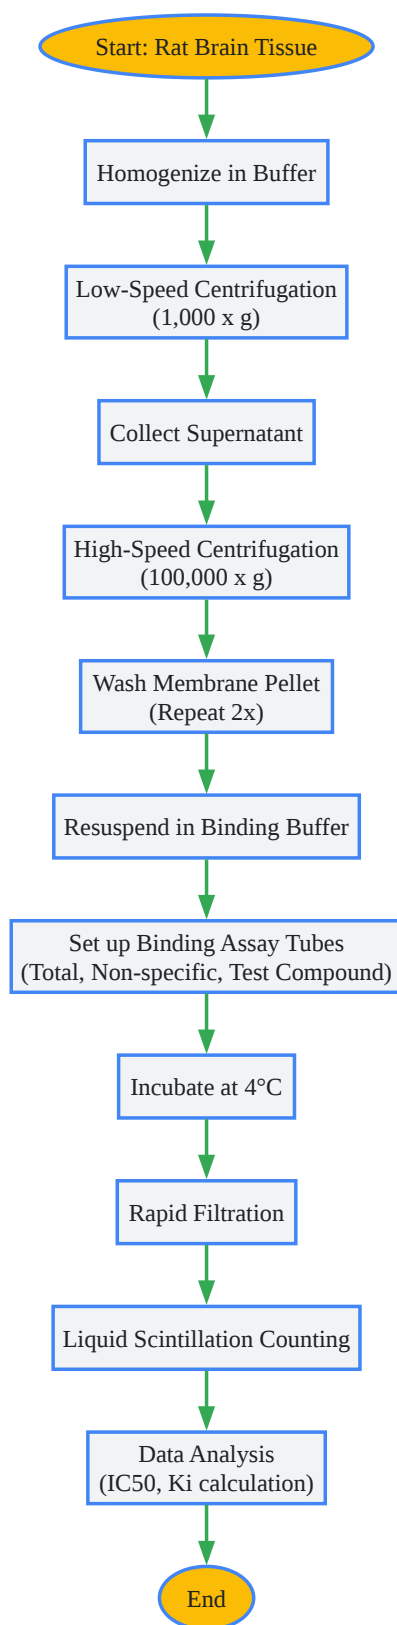 Start: Rat Brain Tissue
Homogenize in Buffer
Low-Speed Centrifugation
(1,000 x g)
Collect Supernatant
High-Speed Centrifugation
(100,000 x g)
Wash Membrane Pellet
(Repeat 2x)
Resuspend in Binding Buffer
Set up Binding Assay Tubes
(Total, Non-specific, Test Compound)
Incubate at 4°C
Rapid Filtration
Liquid Scintillation Counting
Data Analysis
(IC50, Ki calculation)
End